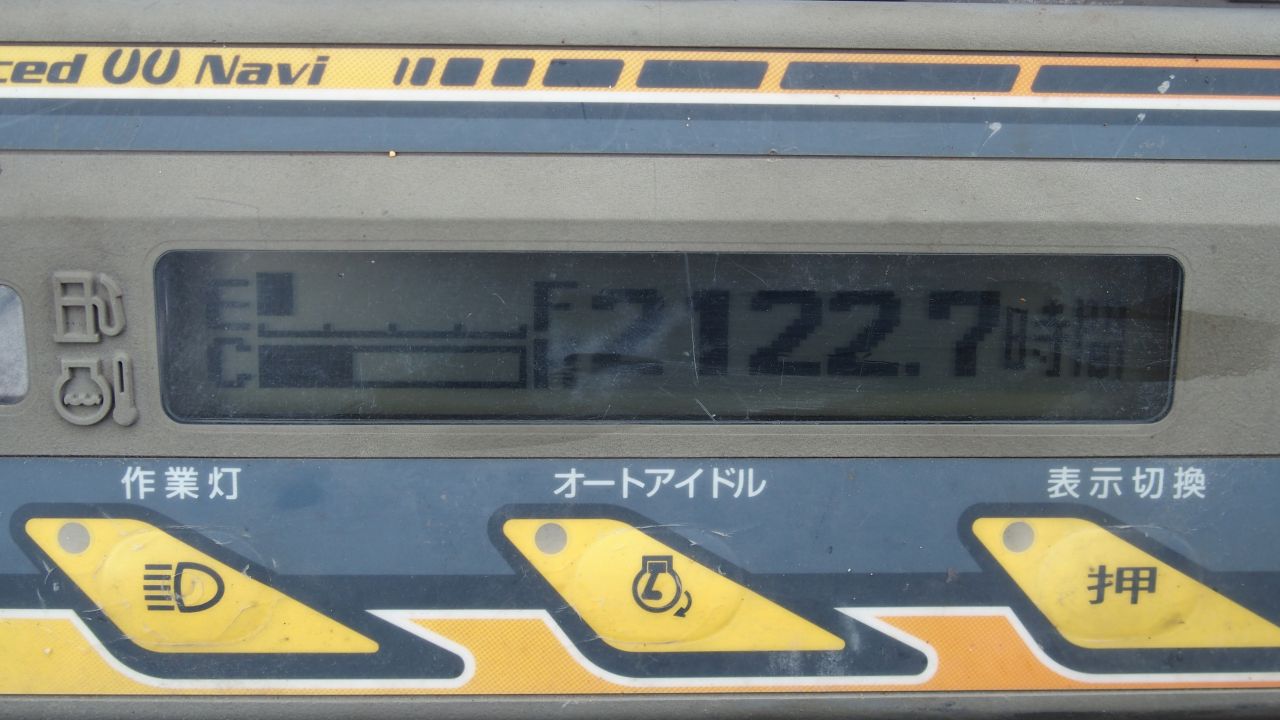 ced Navi
E F 2122.7時間
C H
作業灯
オートアイドル
表示切換
押